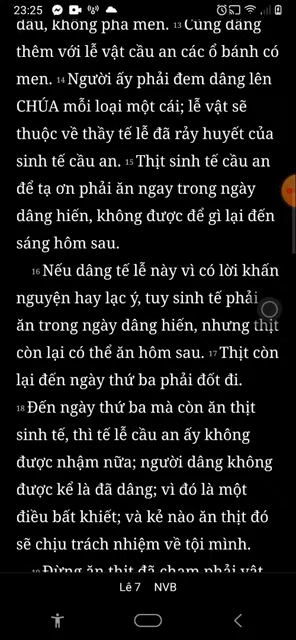 23:25
dầu, không pha men. 13 Cũng dâng
thêm với lễ vật cầu an các ổ bánh có
men. 14 Người ấy phải đem dâng lên
CHÚA mỗi loại một cái; lễ vật sẽ
thuộc về thầy tế lễ đã rảy huyết của
sinh tế cầu an. 15 Thịt sinh tế cầu an
để tạ ơn phải ăn ngay trong ngày
dâng hiến, không được để gì lại đến
sáng hôm sau.
16 Nếu dâng tế lễ này vì có lời khấn
nguyện hay lạc ý, tuy sinh tế phải
ăn trong ngày dâng hiến, nhưng thịt
còn lại có thể ăn hôm sau. 17 Thịt còn
lại đến ngày thứ ba phải đốt đi.
18 Đến ngày thứ ba mà còn ăn thịt
sinh tế, thì tế lễ cầu an ấy không
được nhậm nữa; người dâng không
được kể là đã dâng; vì đó là một
điều bất khiết; và kẻ nào ăn thịt đó
sẽ chịu trách nhiệm về tội mình.
19 Đừng ăn thịt đã chạm phải vật
Lê 7 NVB